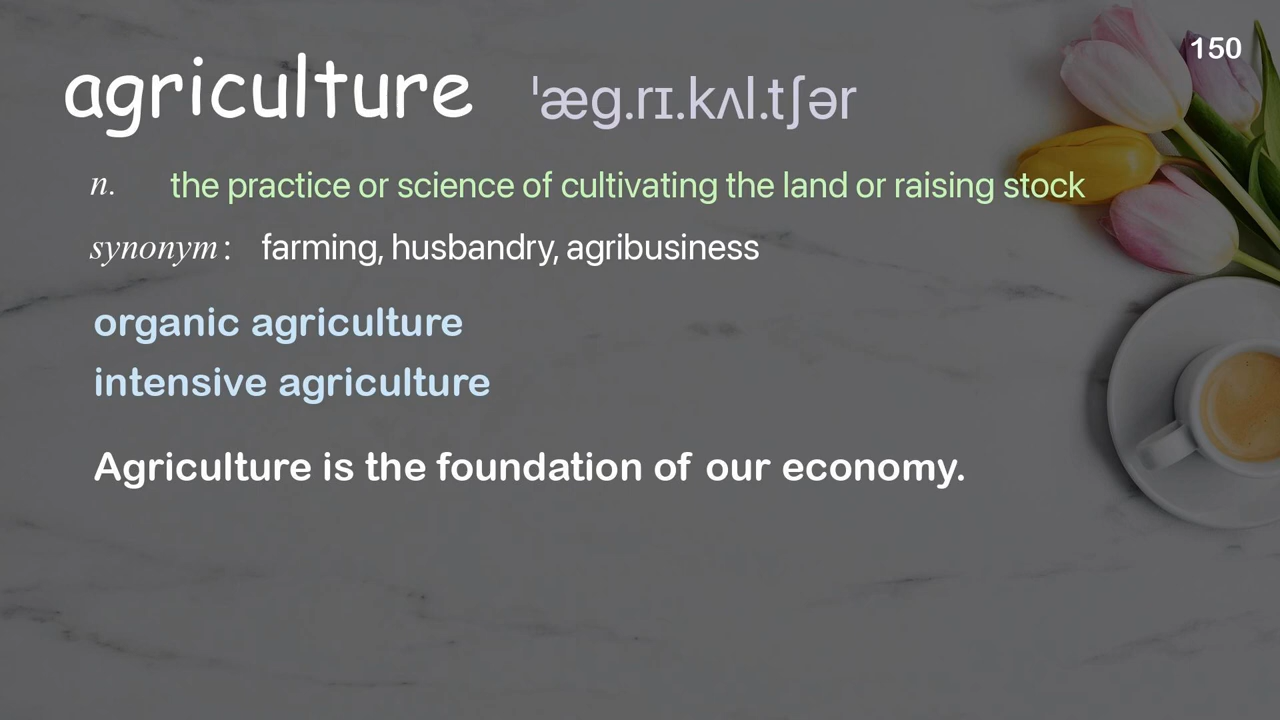 150
agriculture ˈæg.rɪ.kʌl.tʃər
n. the practice or science of cultivating the land or raising stock
synonym: farming, husbandry, agribusiness
organic agriculture
intensive agriculture
Agriculture is the foundation of our economy.